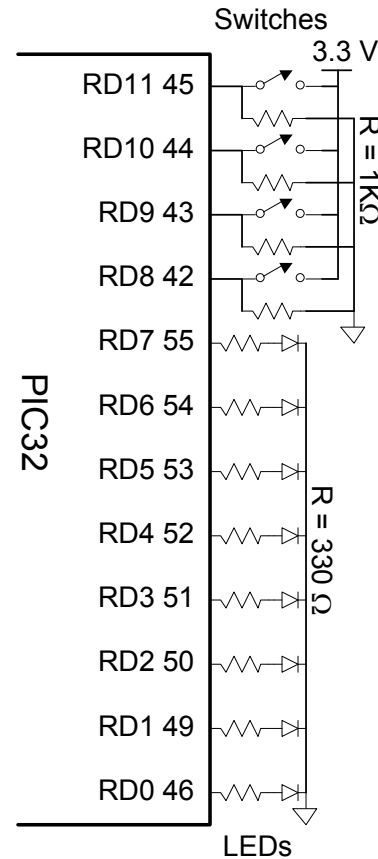 Switches
3.3 V
RD11 45
RD10 44
RD9 43
RD8 42
R = 1KΩ
RD7 55
RD6 54
RD5 53
RD4 52
RD3 51
RD2 50
RD1 49
RD0 46
PIC32
R = 330 Ω
LEDs